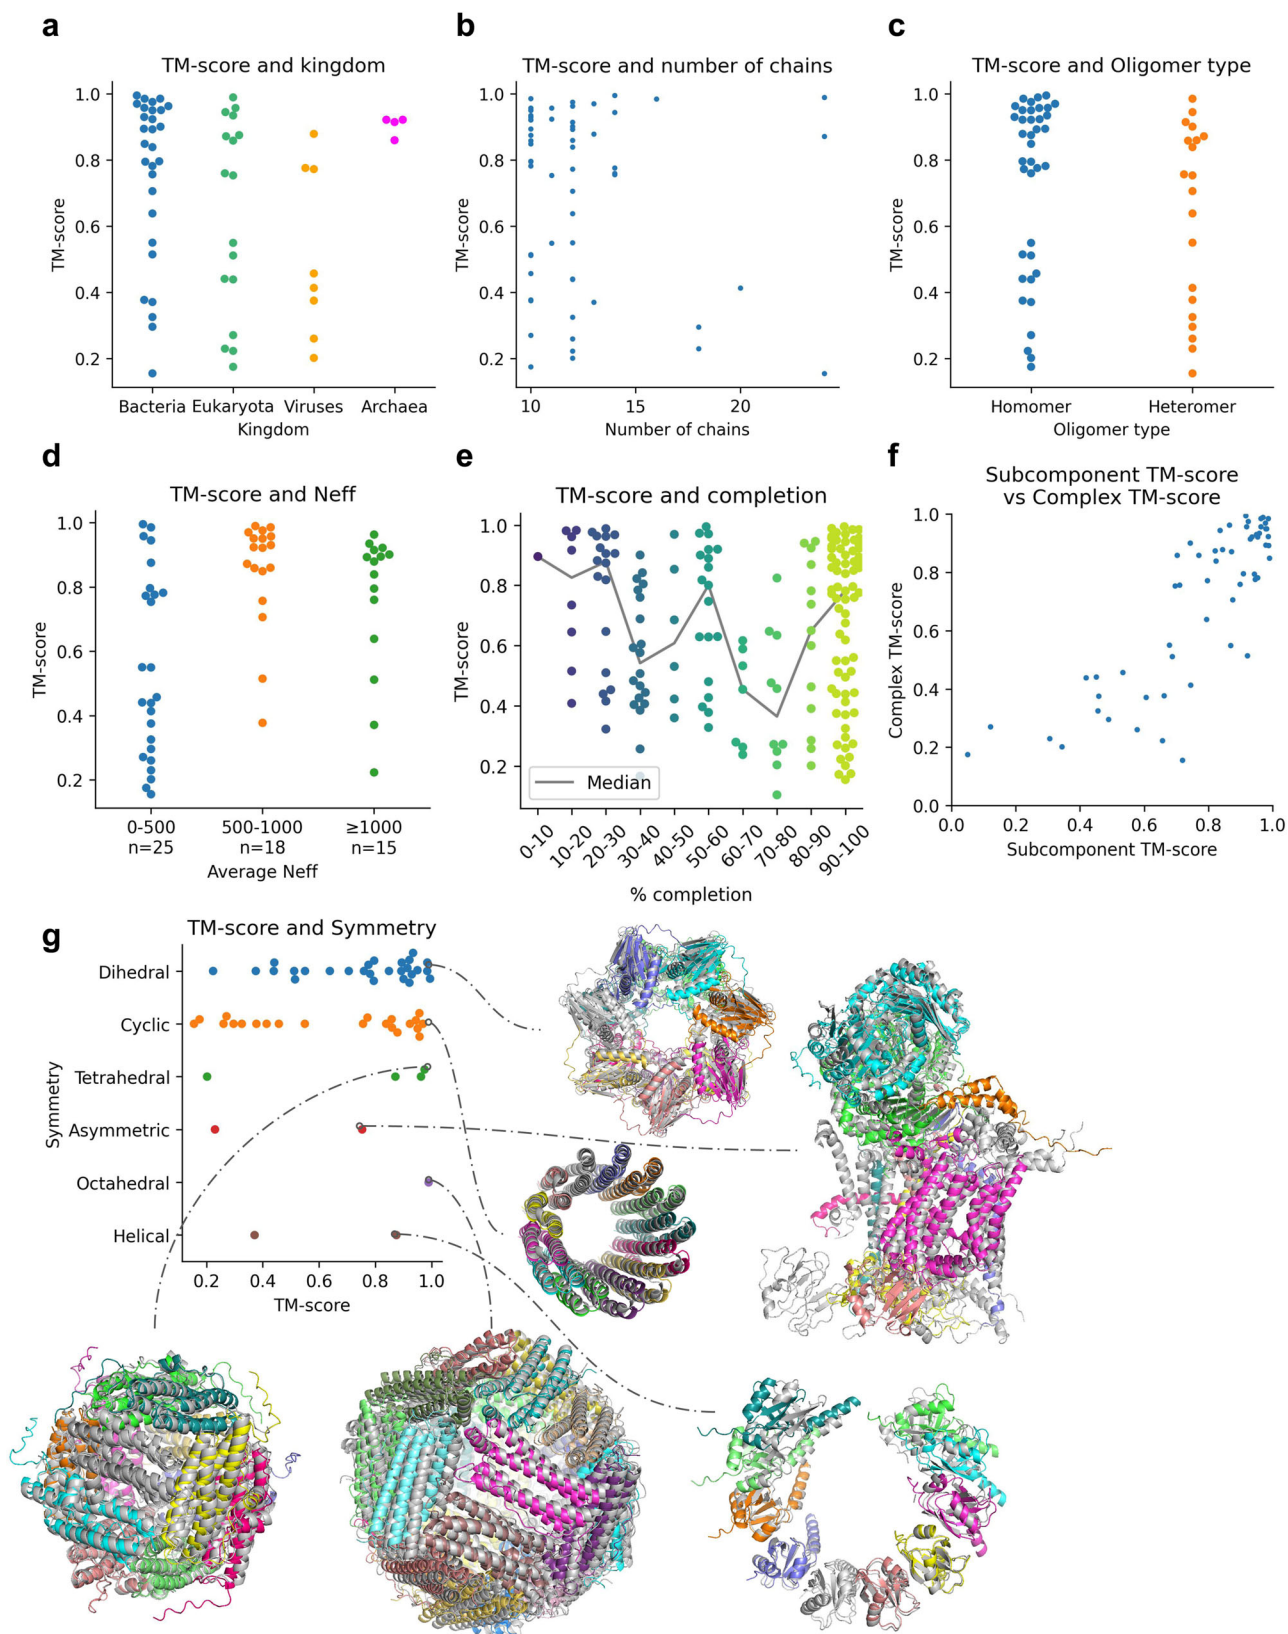 a
TM-score and kingdom
TM-score
1.0
0.8
0.6
0.4
0.2
Bacteria Eukaryota Viruses Archaea
Kingdom
b
TM-score and number of chains
TM-score
1.0
0.8
0.6
0.4
0.2
10 15 20
Number of chains
c
TM-score and Oligomer type
TM-score
1.0
0.8
0.6
0.4
0.2
Homomer Heteromer
Oligomer type
d
TM-score and Neff
TM-score
1.0
0.8
0.6
0.4
0.2
0-500 500-1000 ≥1000
n=25 n=18 n=15
Average Neff
e
TM-score and completion
TM-score
1.0
0.8
0.6
0.4
0.2
Median
0-10 10-20 20-30 30-40 40-50 50-60 60-70 70-80 80-90 90-100
% completion
f
Subcomponent TM-score
vs Complex TM-score
Complex TM-score
1.0
0.8
0.6
0.4
0.2
0.0
0.0 0.2 0.4 0.6 0.8 1.0
Subcomponent TM-score
g
TM-score and Symmetry
Symmetry
Dihedral
Cyclic
Tetrahedral
Asymmetric
Octahedral
Helical
0.2 0.4 0.6 0.8 1.0
TM-score